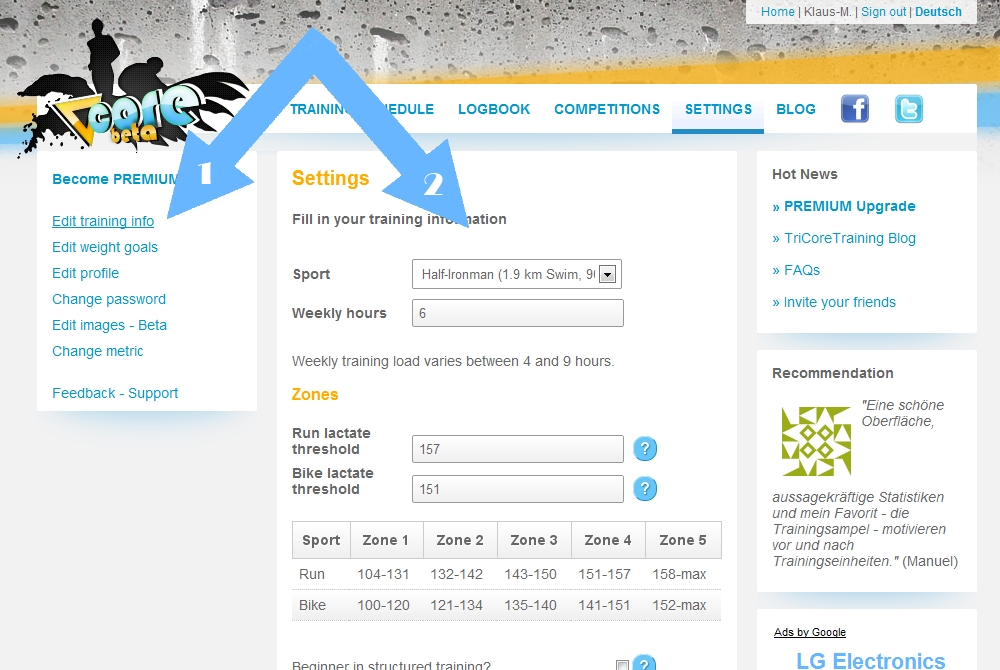 Home | Klaus-M. | Sign out | Deutsch
core
beta
TRAINING SCHEDULE LOGBOOK COMPETITIONS SETTINGS BLOG
Become PREMIUM
1
2
Edit training info
Edit weight goals
Edit profile
Change password
Edit images - Beta
Change metric
Feedback - Support
Settings
Fill in your training information
Sport Half-Ironman (1.9 km Swim, 90
Weekly hours 6
Weekly training load varies between 4 and 9 hours.
Zones
Run lactate
threshold 157 ?
Bike lactate
threshold 151 ?
Sport Zone 1 Zone 2 Zone 3 Zone 4 Zone 5
Run 104-131 132-142 143-150 151-157 158-max
Bike 100-120 121-134 135-140 141-151 152-max
Beginner in structured training? ?
Hot News
» PREMIUM Upgrade
» TriCoreTraining Blog
» FAQs
» Invite your friends
Recommendation
"Eine schöne
Oberfläche,
aussagekräftige Statistiken
und mein Favorit - die
Trainingsampel - motivieren
vor und nach
Trainingseinheiten." (Manuel)
Ads by Google
LG Electronics